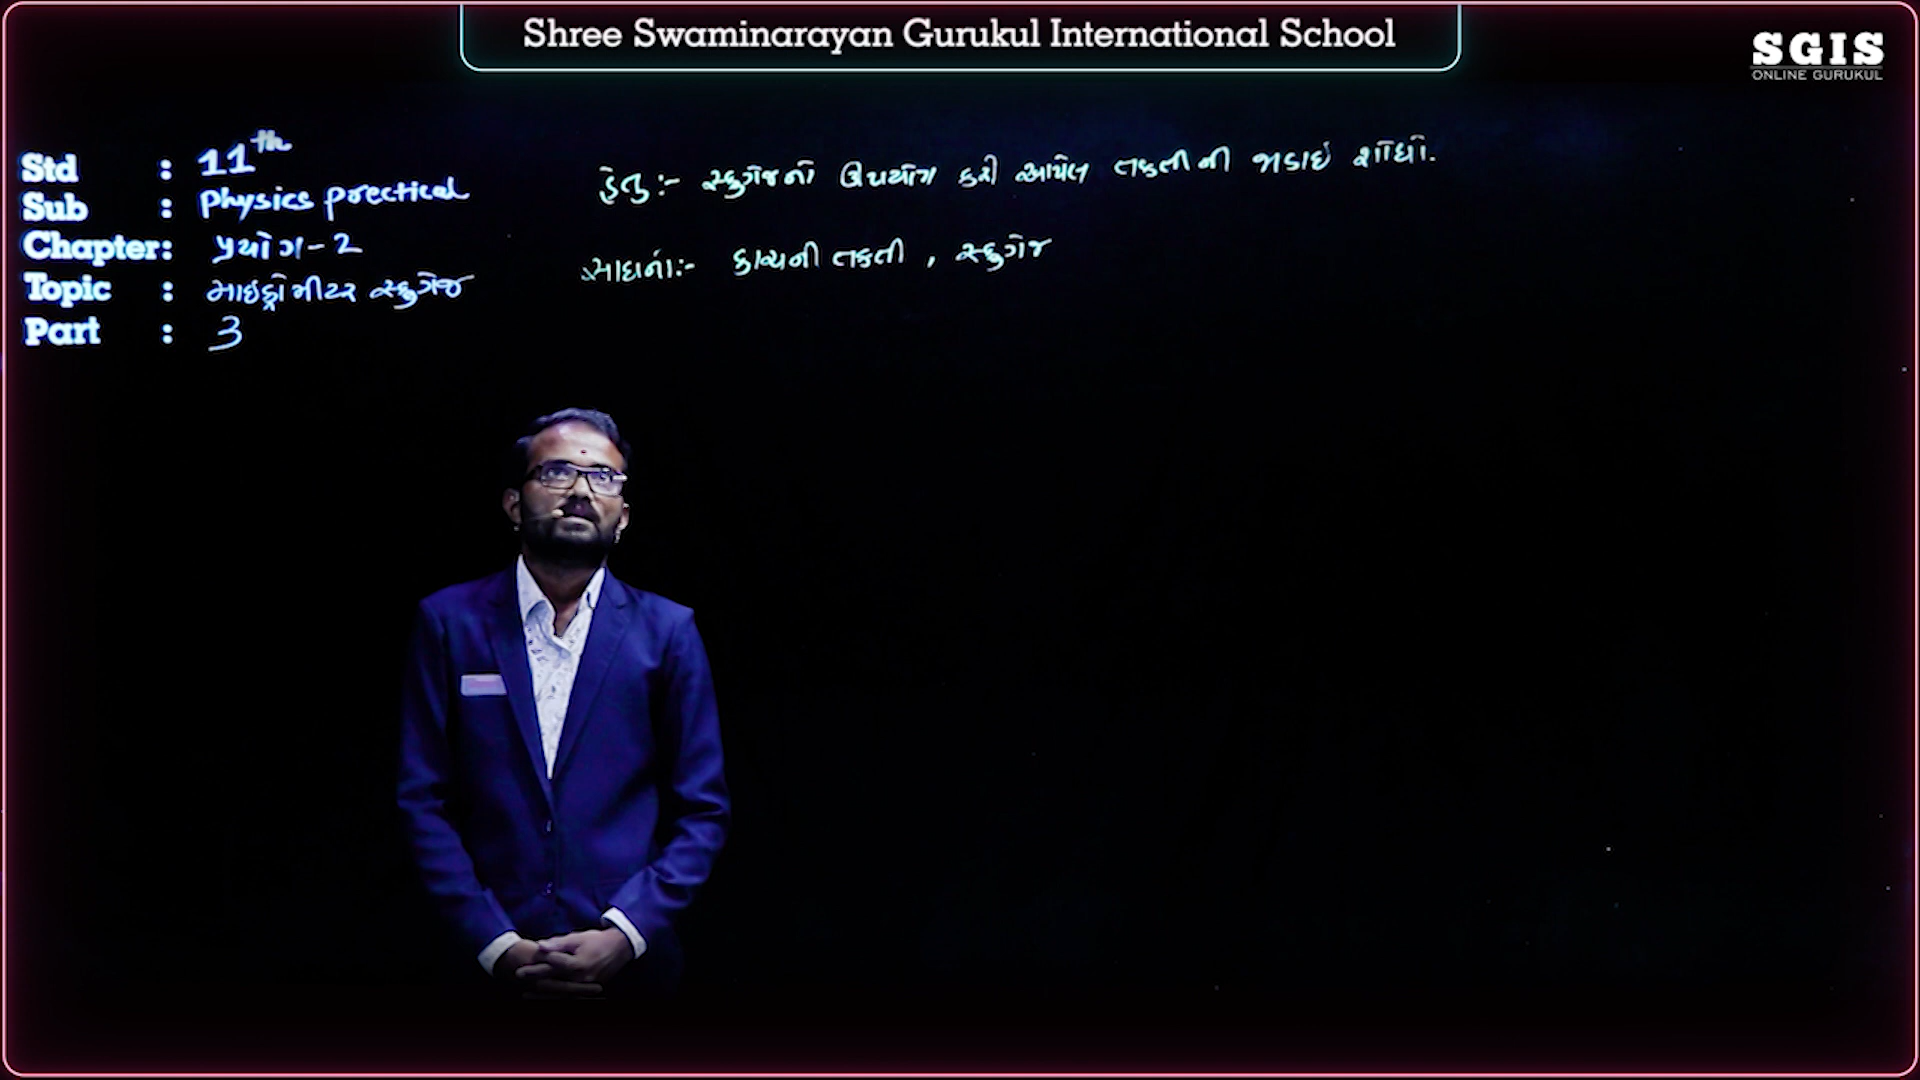 Shree Swaminarayan Gurukul International School
SGIS
ONLINE GURUKUL
Std : 11th
Sub : Physics prectical
Chapter: પ્રયોગ-2
Topic : માઇક્રોમીટર સ્ક્રુગેજ
Part : 3
હેતુ :- સ્ક્રુગેજનો ઉપયોગ કરી આપેલ તકતીની જાડાઇ શોધો.
સાધનો:- કાચની તકતી , સ્ક્રુગેજ